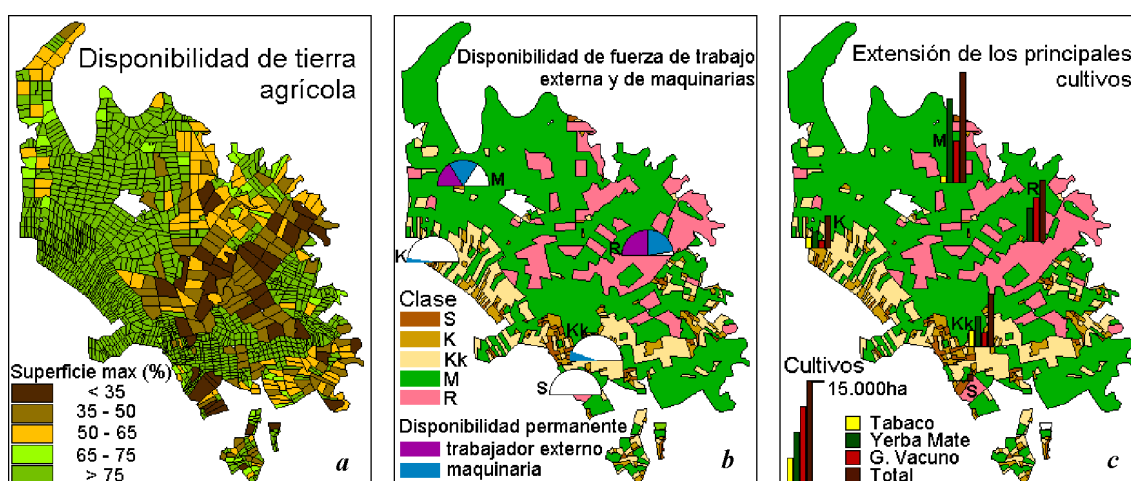 Disponibilidad de tierra
agrícola
Superficie max (%)
< 35
35 - 50
50 - 65
65 - 75
> 75
a
Disponibilidad de fuerza de trabajo
externa y de maquinarias
M
R
K
Kk
S
Clase
S
K
Kk
M
R
Disponibilidad permanente
trabajador externo
maquinaria
b
Extensión de los principales
cultivos
M
R
K
Kk
S
Cultivos
15.000ha
Tabaco
Yerba Mate
G. Vacuno
Total
c